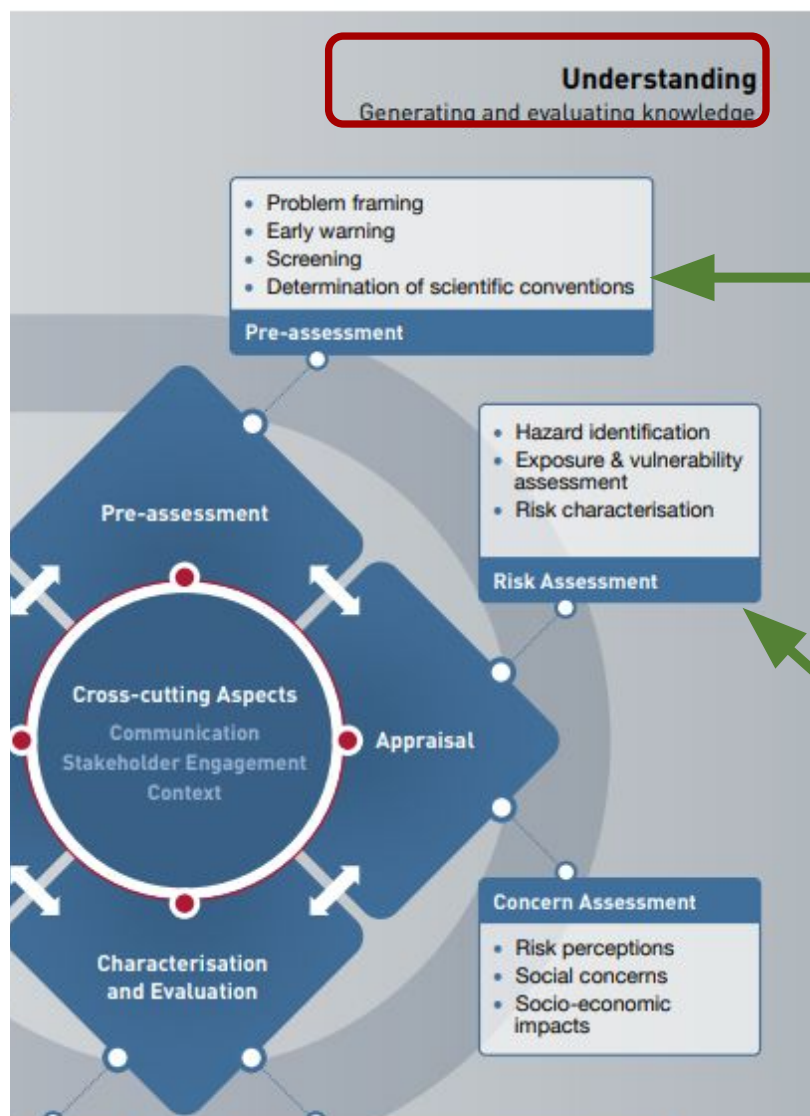 Understanding
Generating and evaluating knowledge
• Problem framing
• Early warning
• Screening
• Determination of scientific conventions
Pre-assessment
Pre-assessment
• Hazard identification
• Exposure & vulnerability
assessment
• Risk characterisation
Risk Assessment
Cross-cutting Aspects
Communication
Stakeholder Engagement
Context
Appraisal
Concern Assessment
• Risk perceptions
• Social concerns
• Socio-economic
impacts
Characterisation
and Evaluation